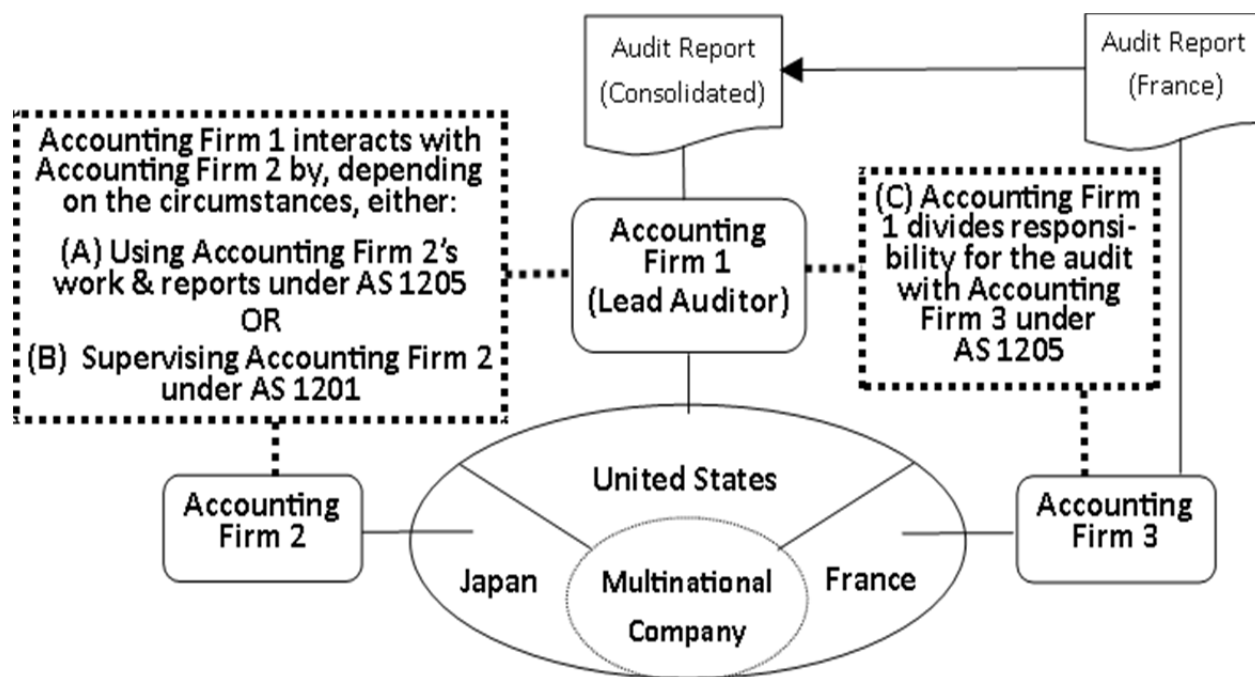 Audit Report
(Consolidated)
Audit Report
(France)
Accounting Firm 1 interacts with
Accounting Firm 2 by, depending
on the circumstances, either:
(A) Using Accounting Firm 2's
work & reports under AS 1205
OR
(B) Supervising Accounting Firm 2
under AS 1201
Accounting
Firm 1
(Lead Auditor)
(C) Accounting Firm
1 divides responsi-
bility for the audit
with Accounting
Firm 3 under
AS 1205
Accounting
Firm 2
United States
Japan
Multinational
Company
France
Accounting
Firm 3